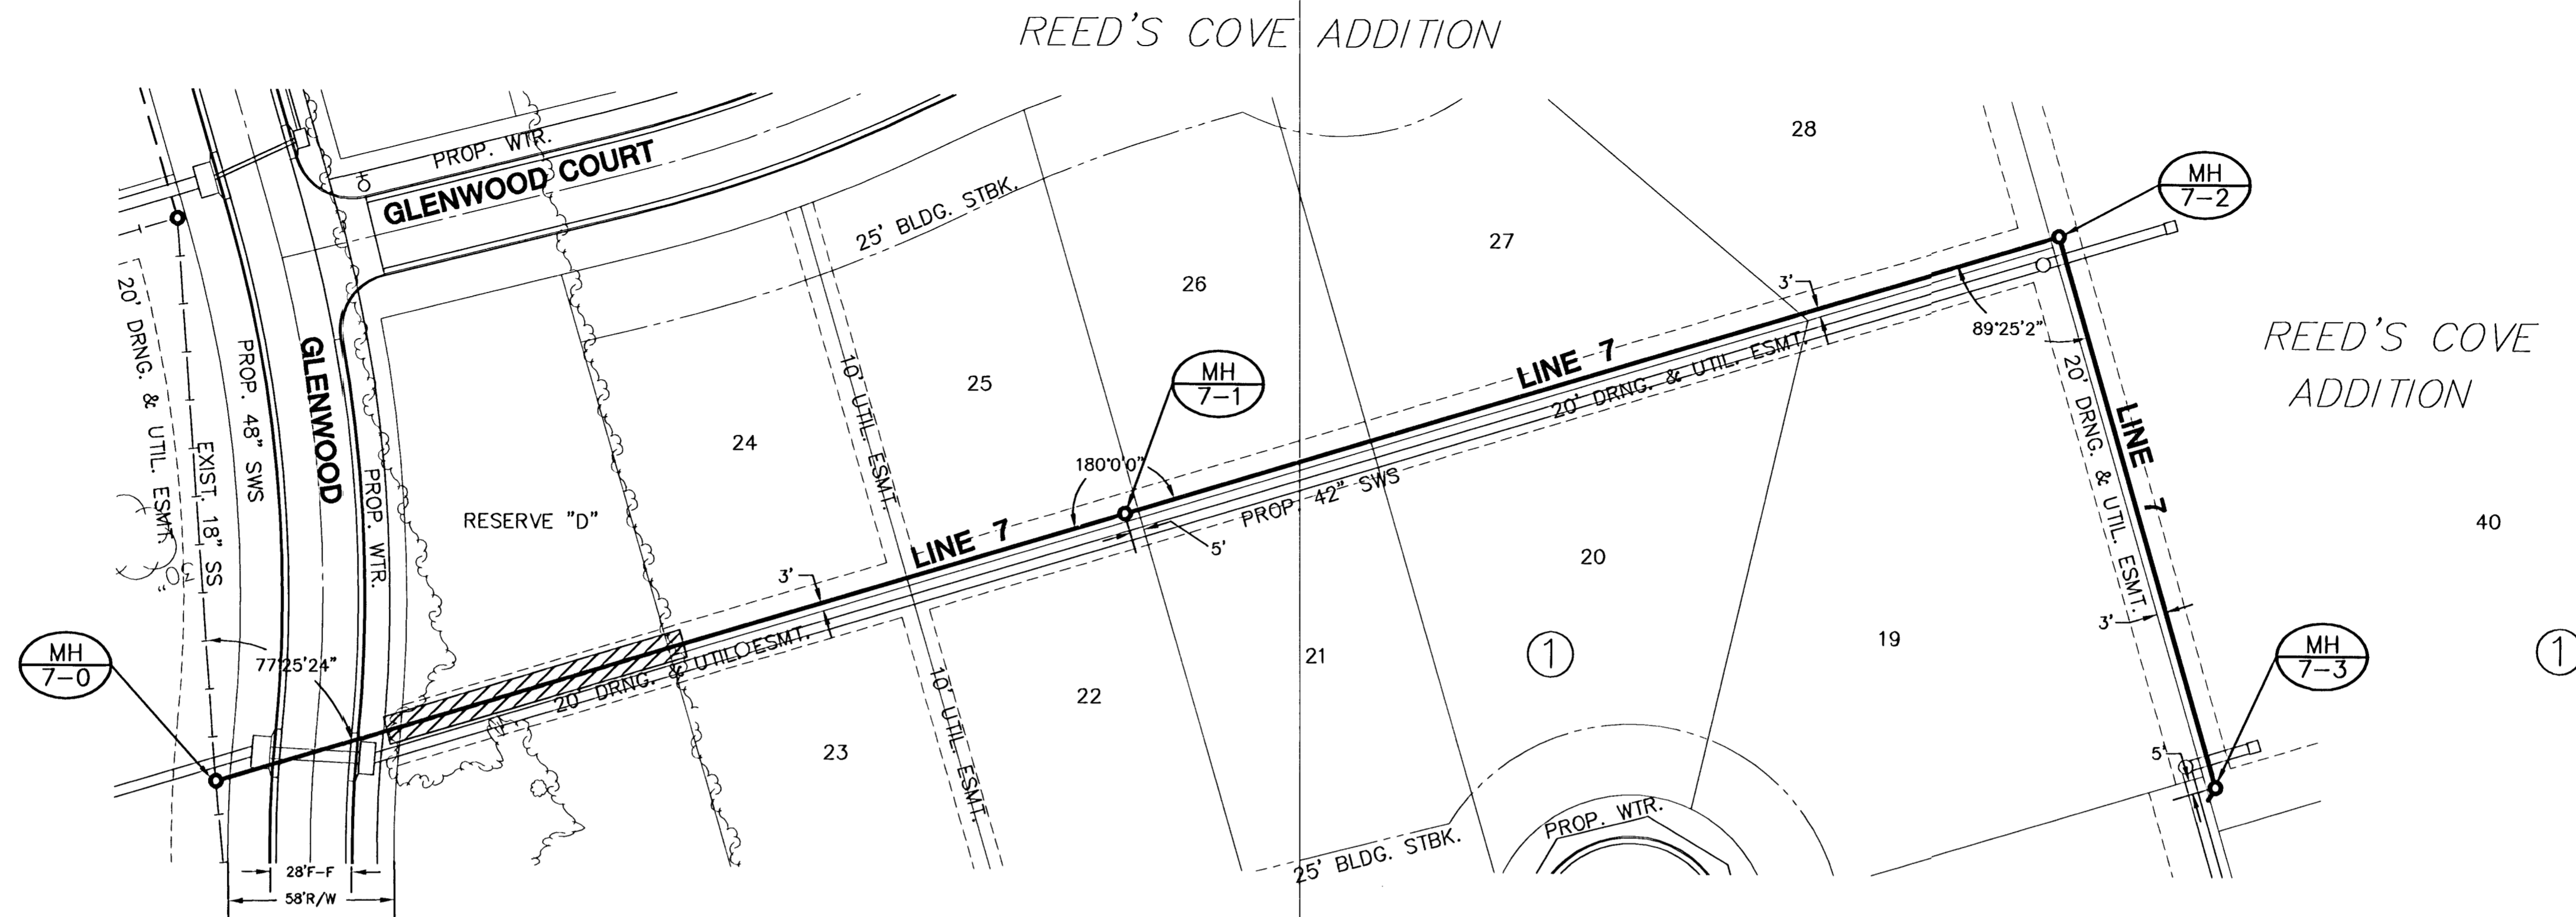 REED'S COVE ADDITION
28
PROP. WTR.
GLENWOOD COURT
MH
7-2
25' BLDG. STBK.
27
26
3'
89°25'2"
20' DRNG. & UTIL. ESMT.
PROP. 48" SWS
GLENWOOD
10' UTIL. ESMT.
25
MH
7-1
LINE 7
20' DRNG. & UTIL. ESMT.
20' DRNG. & UTIL. ESMT.
LINE 7
REED'S COVE
ADDITION
EXIST. 18" SS
PROP. WTR.
24
180°0'0"
PROP. 42" SWS
RESERVE "D"
LINE 7
5'
40
20
3'
3'
MH
7-0
77°25'24"
20' DRNG. & UTIL. ESMT.
10' UTIL. ESMT.
22
21
1
19
MH
7-3
1
23
5'
PROP. WTR.
25' BLDG. STBK.
28'F-F
58'R/W